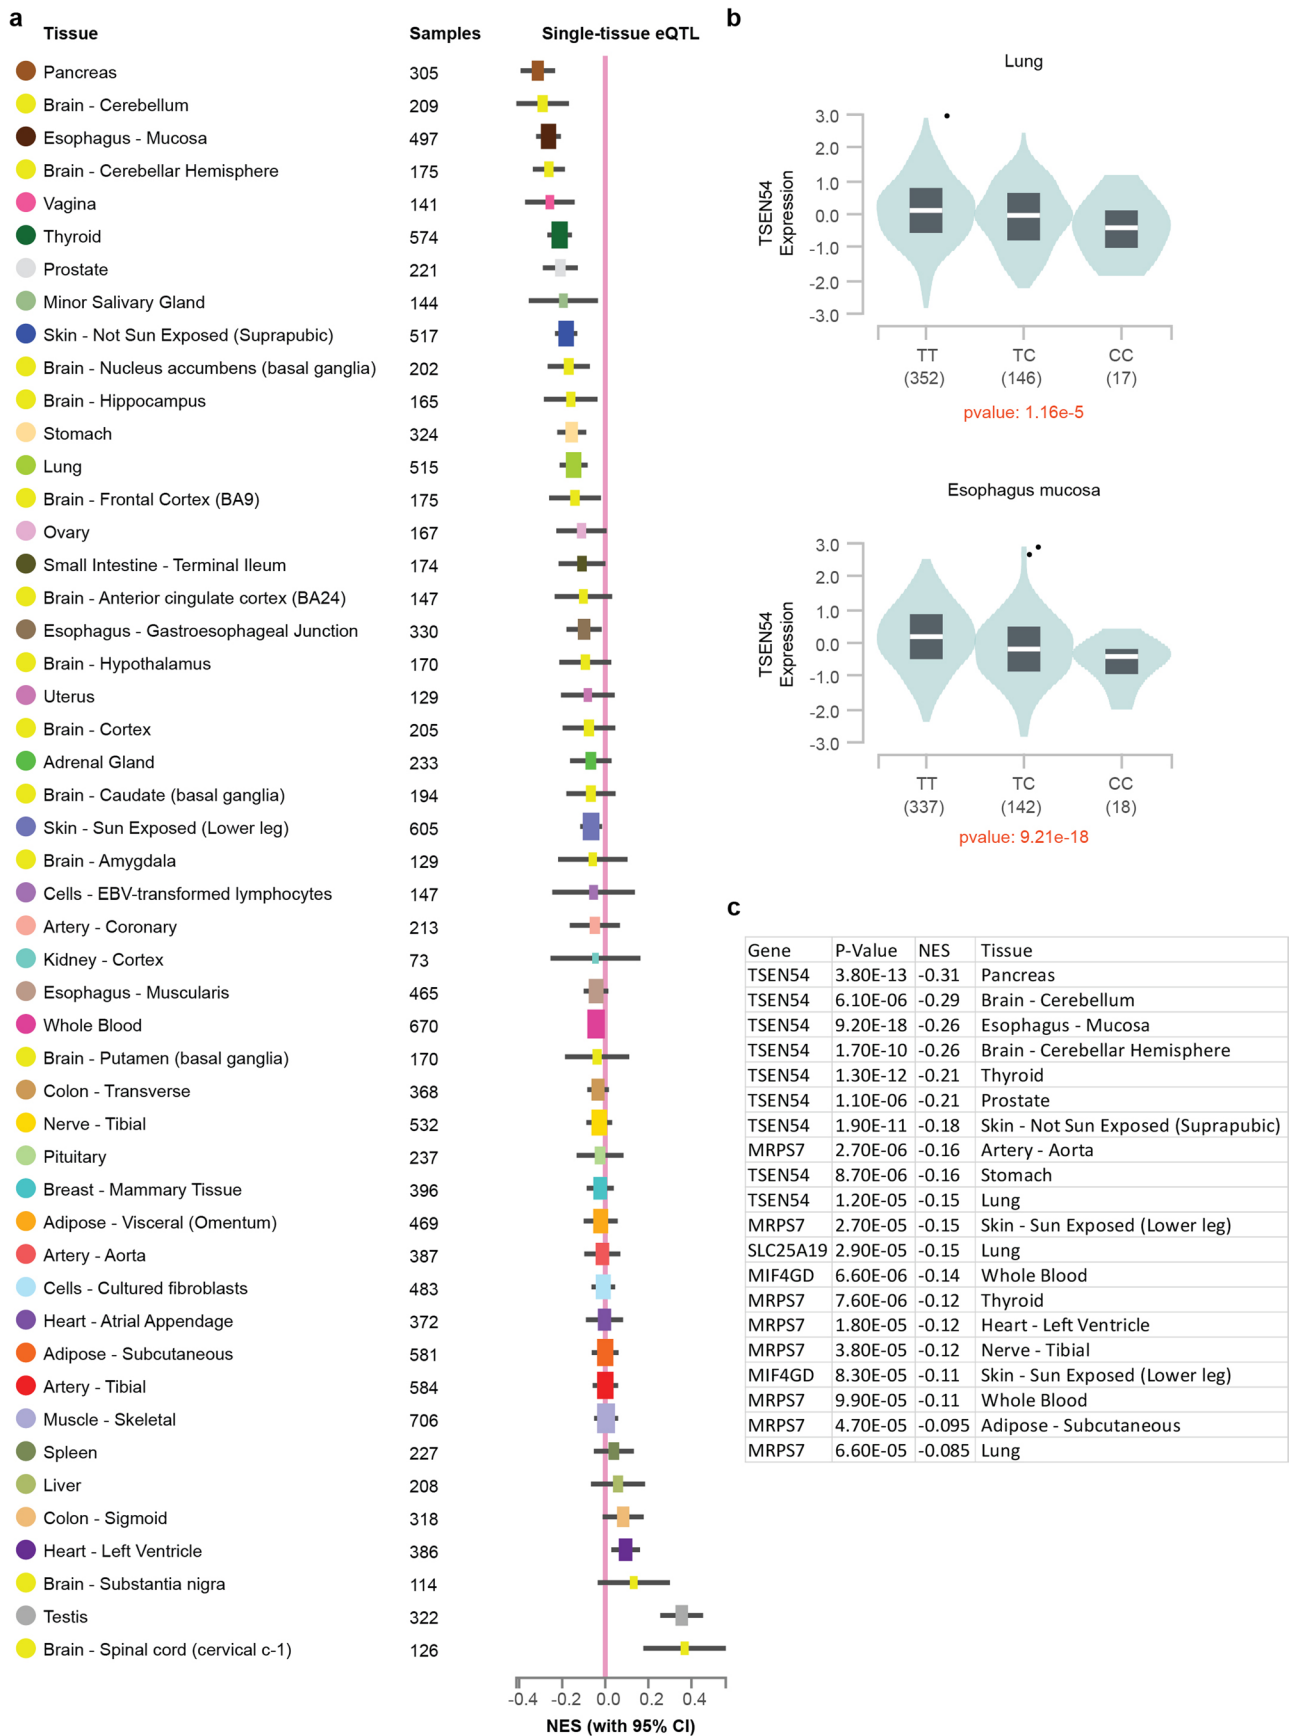 a
Tissue Samples Single-tissue eQTL
Pancreas 305
Brain - Cerebellum 209
Esophagus - Mucosa 497
Brain - Cerebellar Hemisphere 175
Vagina 141
Thyroid 574
Prostate 221
Minor Salivary Gland 144
Skin - Not Sun Exposed (Suprapubic) 517
Brain - Nucleus accumbens (basal ganglia) 202
Brain - Hippocampus 165
Stomach 324
Lung 515
Brain - Frontal Cortex (BA9) 175
Ovary 167
Small Intestine - Terminal Ileum 174
Brain - Anterior cingulate cortex (BA24) 147
Esophagus - Gastroesophageal Junction 330
Brain - Hypothalamus 170
Uterus 129
Brain - Cortex 205
Adrenal Gland 233
Brain - Caudate (basal ganglia) 194
Skin - Sun Exposed (Lower leg) 605
Brain - Amygdala 129
Cells - EBV-transformed lymphocytes 147
Artery - Coronary 213
Kidney - Cortex 73
Esophagus - Muscularis 465
Whole Blood 670
Brain - Putamen (basal ganglia) 170
Colon - Transverse 368
Nerve - Tibial 532
Pituitary 237
Breast - Mammary Tissue 396
Adipose - Visceral (Omentum) 469
Artery - Aorta 387
Cells - Cultured fibroblasts 483
Heart - Atrial Appendage 372
Adipose - Subcutaneous 581
Artery - Tibial 584
Muscle - Skeletal 706
Spleen 227
Liver 208
Colon - Sigmoid 318
Heart - Left Ventricle 386
Brain - Substantia nigra 114
Testis 322
Brain - Spinal cord (cervical c-1) 126
-0.4 -0.2 0.0 0.2 0.4
NES (with 95% CI)
b
Lung
TSEN54
Expression
3.0
2.0
1.0
0.0
-1.0
-2.0
-3.0
TT TC CC
(352) (146) (17)
pvalue: 1.16e-5
Esophagus mucosa
TSEN54
Expression
3.0
2.0
1.0
0.0
-1.0
-2.0
-3.0
TT TC CC
(337) (142) (18)
pvalue: 9.21e-18
c
Gene P-Value NES Tissue
TSEN54 3.80E-13 -0.31 Pancreas
TSEN54 6.10E-06 -0.29 Brain - Cerebellum
TSEN54 9.20E-18 -0.26 Esophagus - Mucosa
TSEN54 1.70E-10 -0.26 Brain - Cerebellar Hemisphere
TSEN54 1.30E-12 -0.21 Thyroid
TSEN54 1.10E-06 -0.21 Prostate
TSEN54 1.90E-11 -0.18 Skin - Not Sun Exposed (Suprapubic)
MRPS7 2.70E-06 -0.16 Artery - Aorta
TSEN54 8.70E-06 -0.16 Stomach
TSEN54 1.20E-05 -0.15 Lung
MRPS7 2.70E-05 -0.15 Skin - Sun Exposed (Lower leg)
SLC25A19 2.90E-05 -0.15 Lung
MIF4GD 6.60E-06 -0.14 Whole Blood
MRPS7 7.60E-06 -0.12 Thyroid
MRPS7 1.80E-05 -0.12 Heart - Left Ventricle
MRPS7 3.80E-05 -0.12 Nerve - Tibial
MIF4GD 8.30E-05 -0.11 Skin - Sun Exposed (Lower leg)
MRPS7 9.90E-05 -0.11 Whole Blood
MRPS7 4.70E-05 -0.095 Adipose - Subcutaneous
MRPS7 6.60E-05 -0.085 Lung